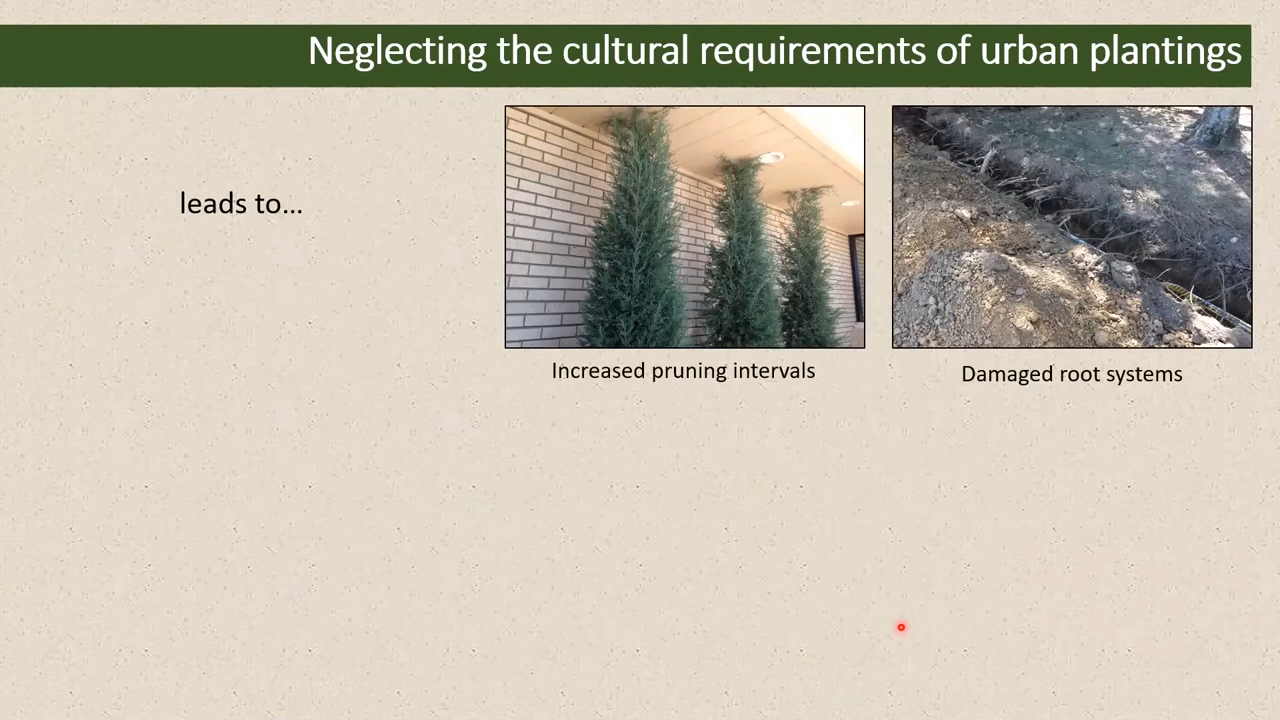 Neglecting the cultural requirements of urban plantings
leads to...
Increased pruning intervals
Damaged root systems